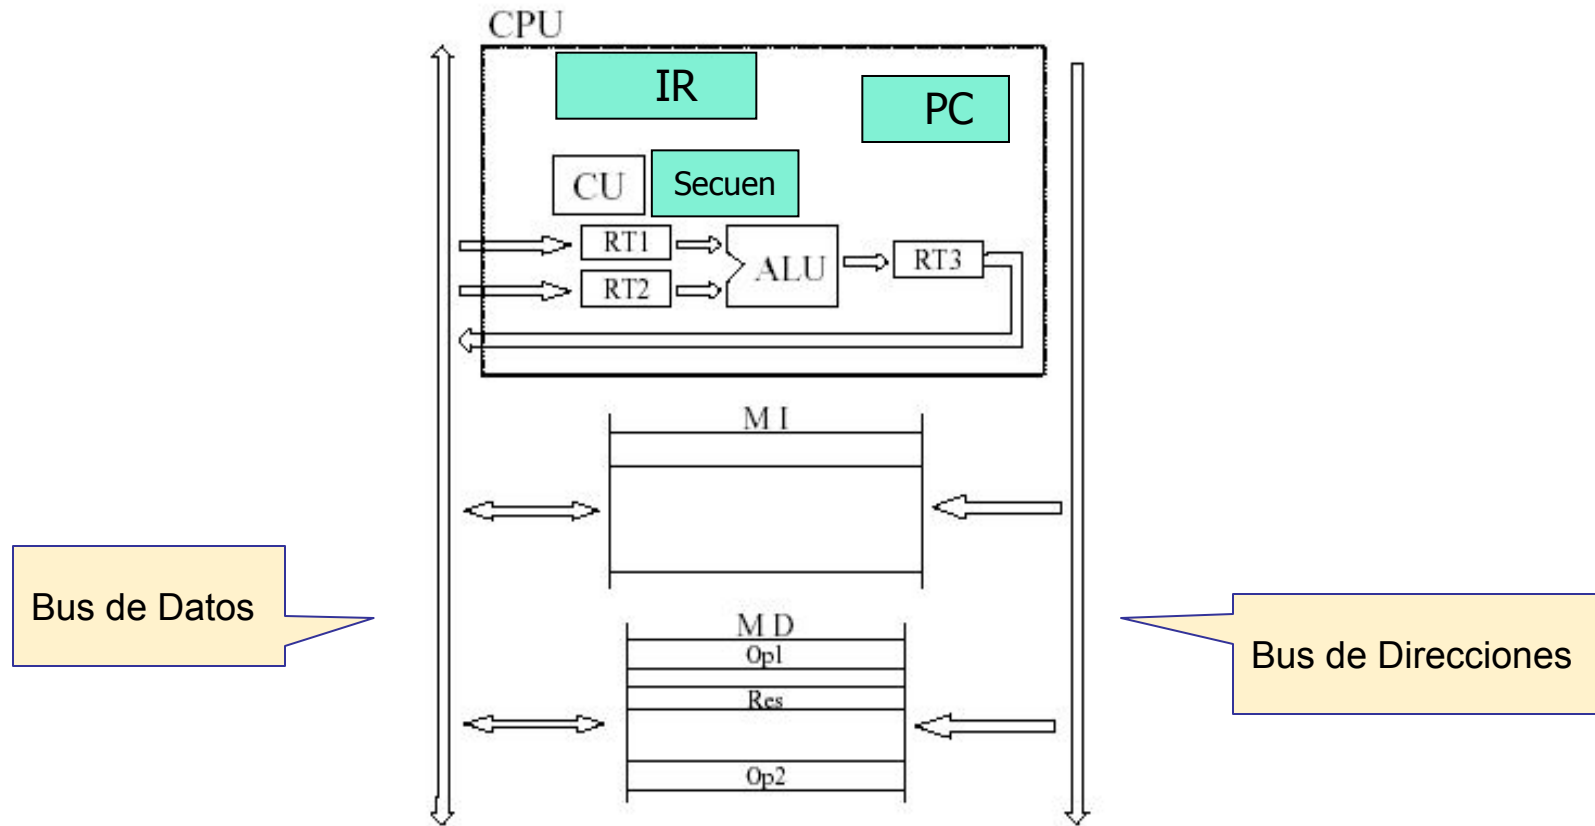 CPU
IR
PC
CU
Secuen
RT1
ALU
RT3
RT2
M I
Bus de Datos
M D
Op1
Bus de Direcciones
Res
Op2